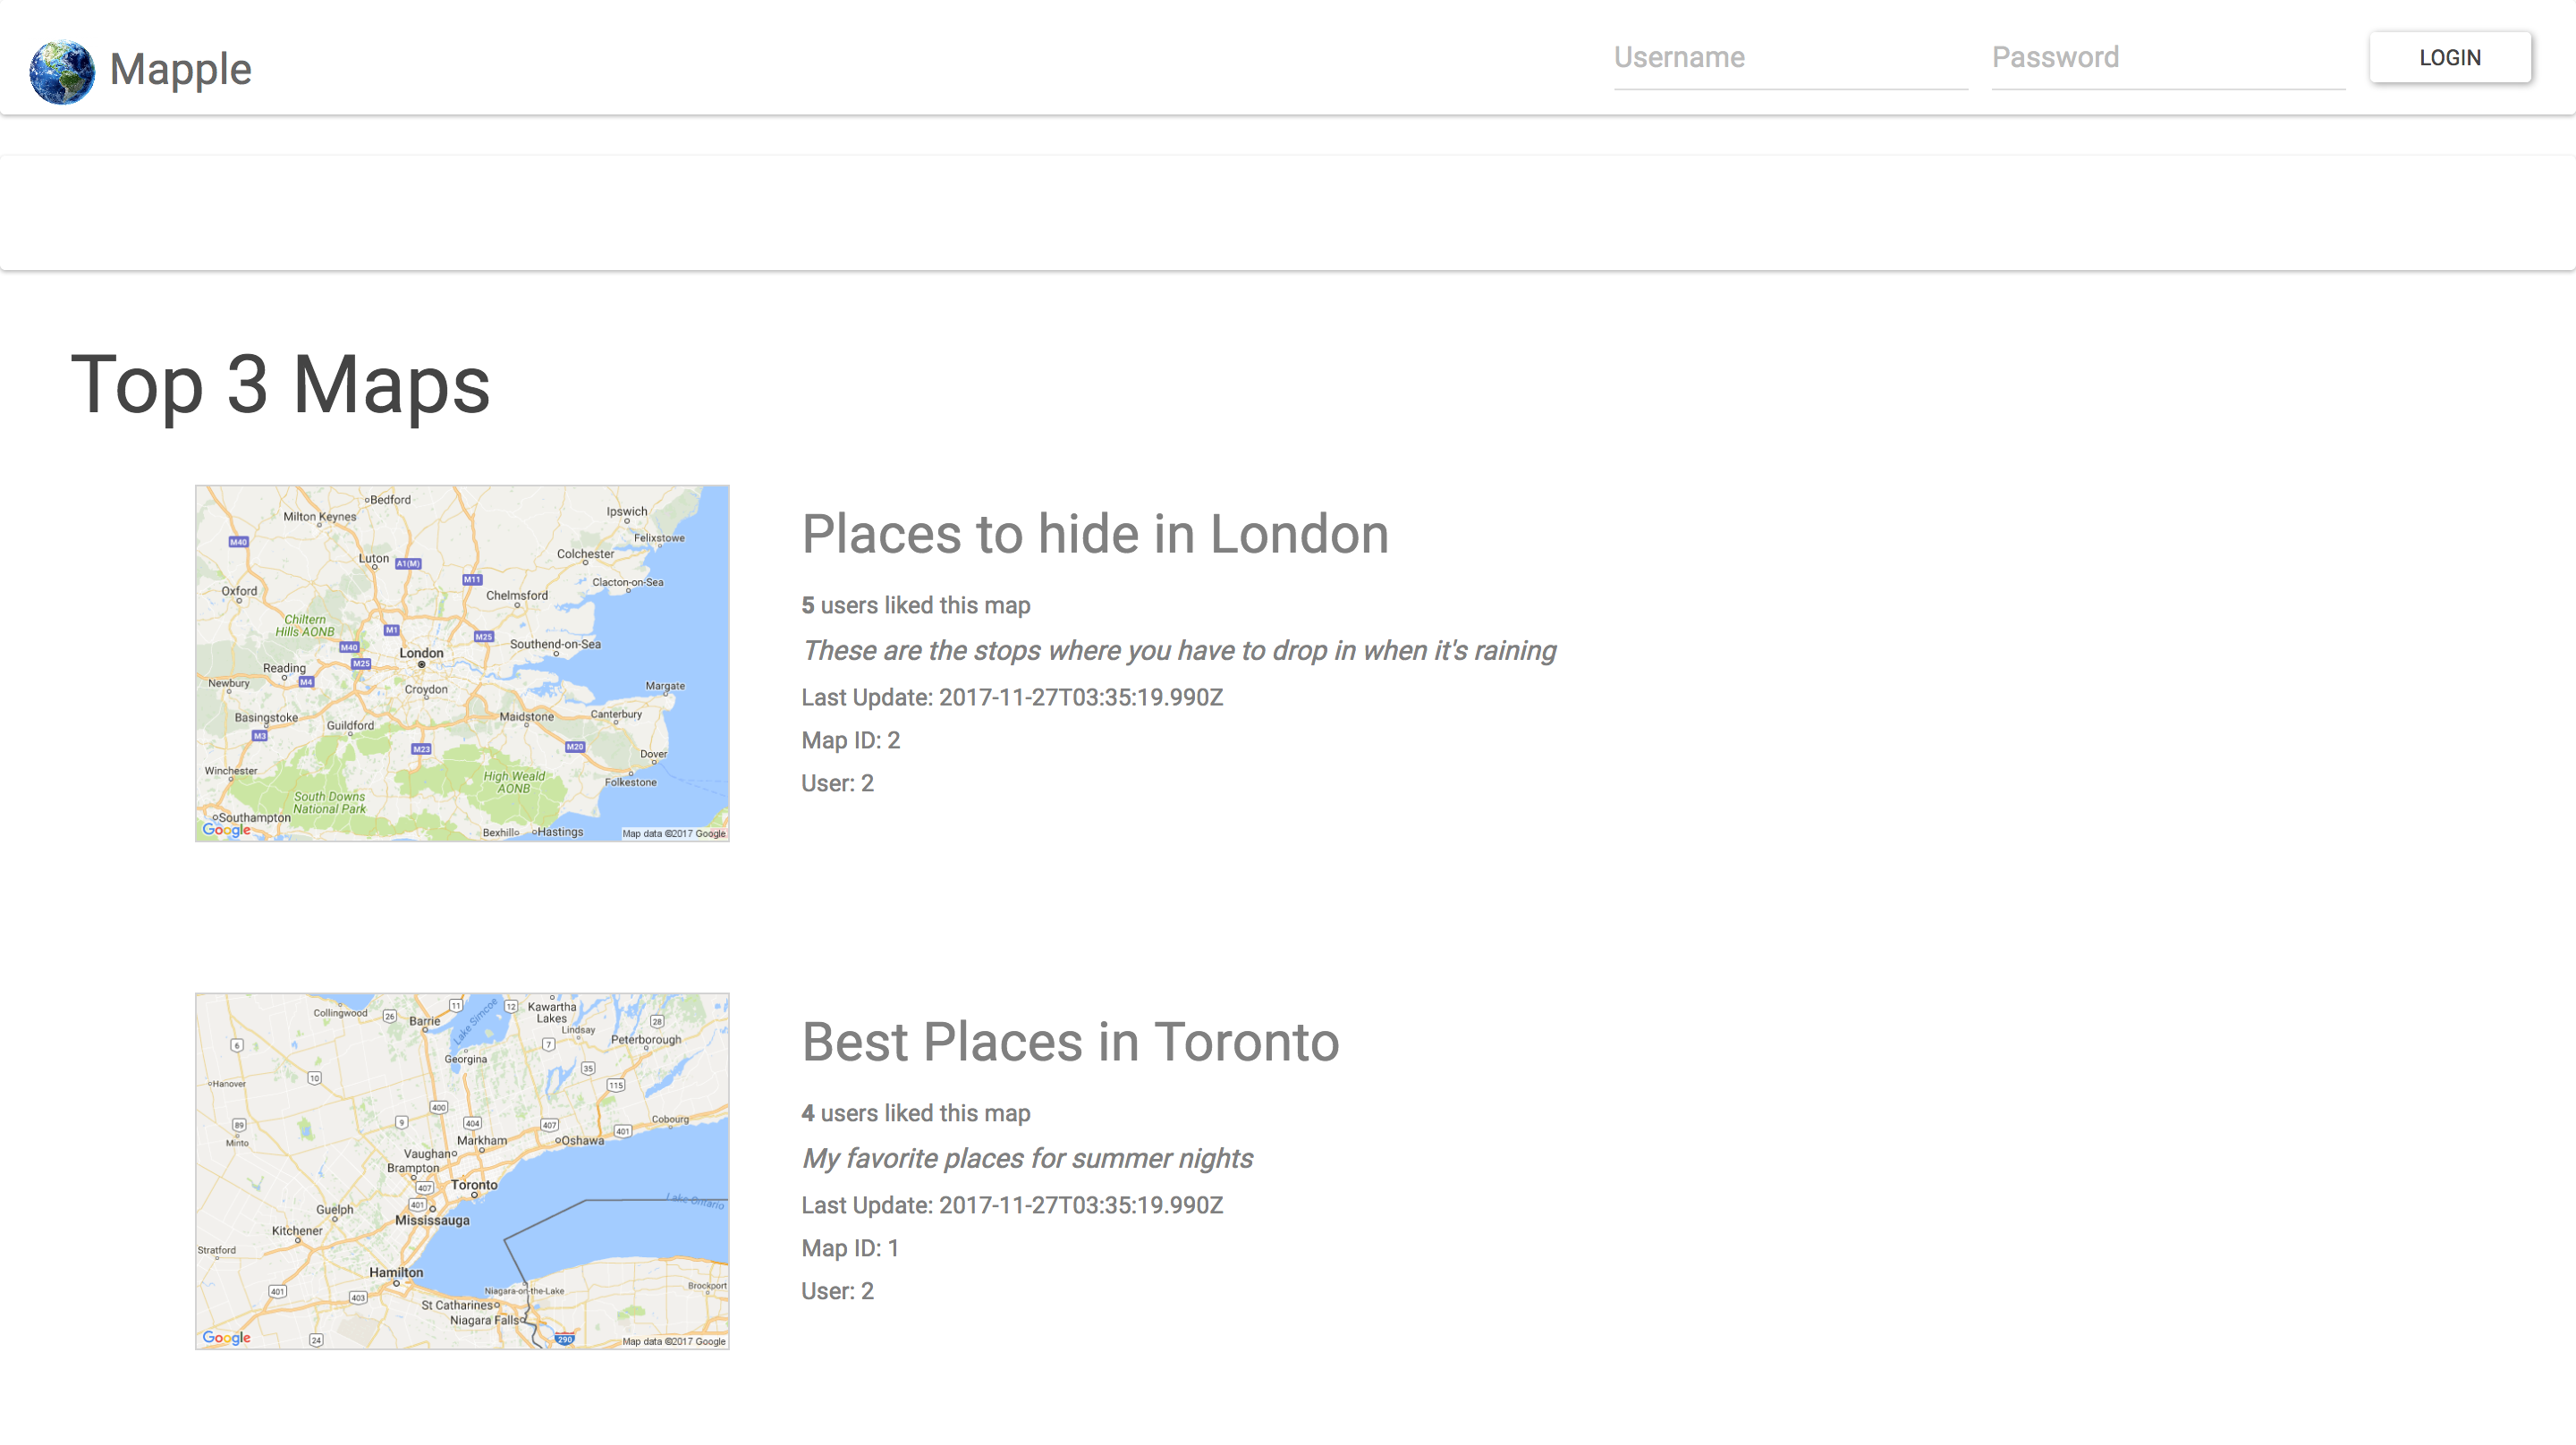 Mapple
Username
Password
LOGIN
Top 3 Maps
Bedford
Milton Keynes
Ipswich
M40
Felixstowe
Luton
A1(M)
Colchester
M11
Clacton-on-Sea
Oxford
Chelmsford
Chiltern
Hills AONB
M1
M25
M40
Southend-on-Sea
London
M25
Reading
M4
Newbury
Croydon
Margate
Basingstoke
Guildford
Maidstone
Canterbury
M3
M23
M20
Dover
Winchester
High Weald
AONB
Folkestone
South Downs
National Park
Southampton
Google
Bexhill
Hastings
Map data ©2017 Google
Places to hide in London
5 users liked this map
These are the stops where you have to drop in when it's raining
Last Update: 2017-11-27T03:35:19.990Z
Map ID: 2
User: 2
Collingwood
26
11
Barrie
Lake Simcoe
12
Kawartha
Lakes
Lindsay
28
Peterborough
6
7
Georgina
35
10
Hanover
115
400
9
404
407
401
Cobourg
89
Minto
Markham
Oshawa
Vaughan
Brampton
407
Toronto
401
Lake Ontario
Guelph
Mississauga
Kitchener
Stratford
Hamilton
401
403
Niagara-on-the-Lake
Brockport
St Catharines
Niagara Falls
290
24
Google
Map data ©2017 Google
Best Places in Toronto
4 users liked this map
My favorite places for summer nights
Last Update: 2017-11-27T03:35:19.990Z
Map ID: 1
User: 2